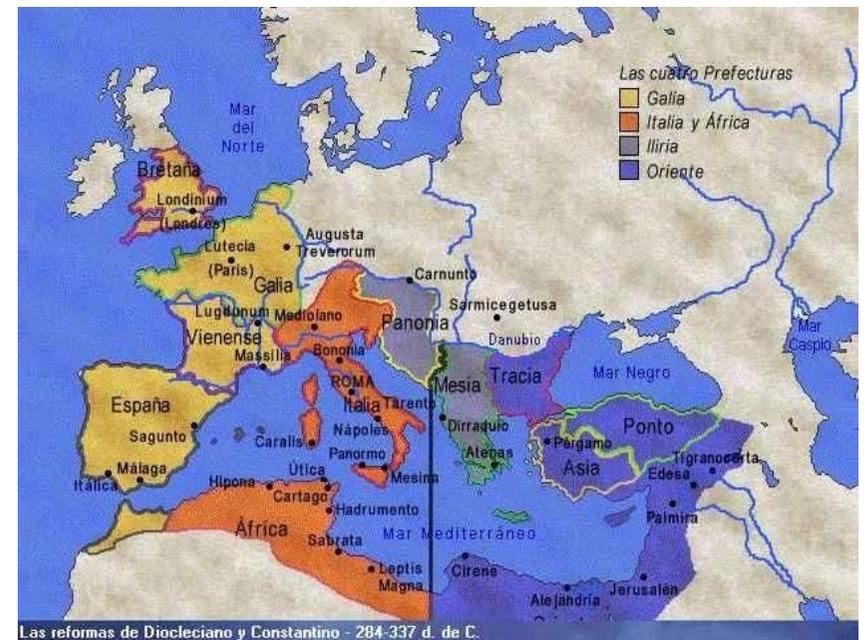 Las cuatro Prefecturas
Galia
Italia y África
Iliria
Oriente
Mar
del
Norte
Bretaña
Londinium
(Londres)
Lutecia
(Paris)
Augusta
Treverorum
Galia
Carnunto
Lugdunum
Mediolano
Panonia
Sarmicegetusa
Danubio
Vienense
Massilia
Bononia
Mar
Caspio
Mar Negro
Mesia
Tracia
ROMA
Italia
Tarento
España
Nápoles
Dirraquio
Ponto
Sagunto
Caralis
Panormo
Atenas
Pérgamo
Asia
Tigranocerta
Edesa
Itálica
Málaga
Hipona
Útica
Mesina
Cartago
Hadrumento
Palmira
África
Mar Mediterráneo
Sabrata
Leptis
Magna
Cirene
Alejandría
Jerusalén
Las reformas de Diocleciano y Constantino - 284-337 d. de C.